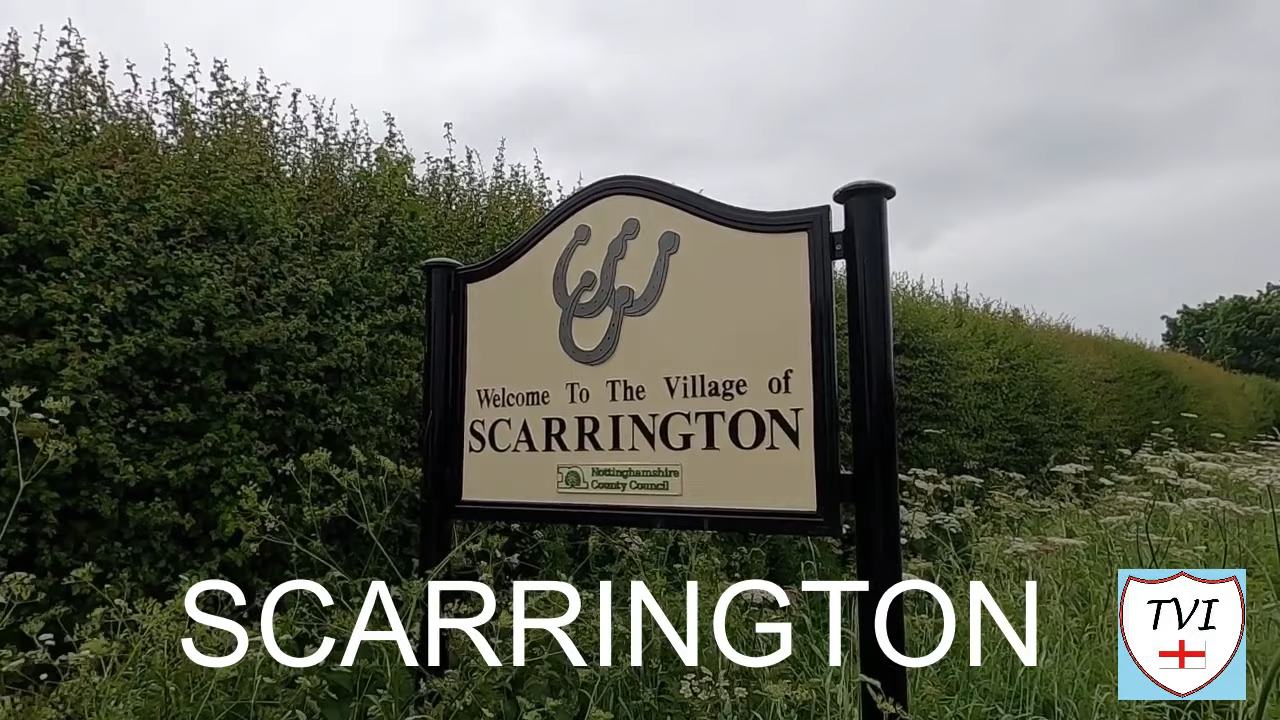 Welcome To The Village of
SCARRINGTON
Nottinghamshire
County Council
SCARRINGTON
TVI